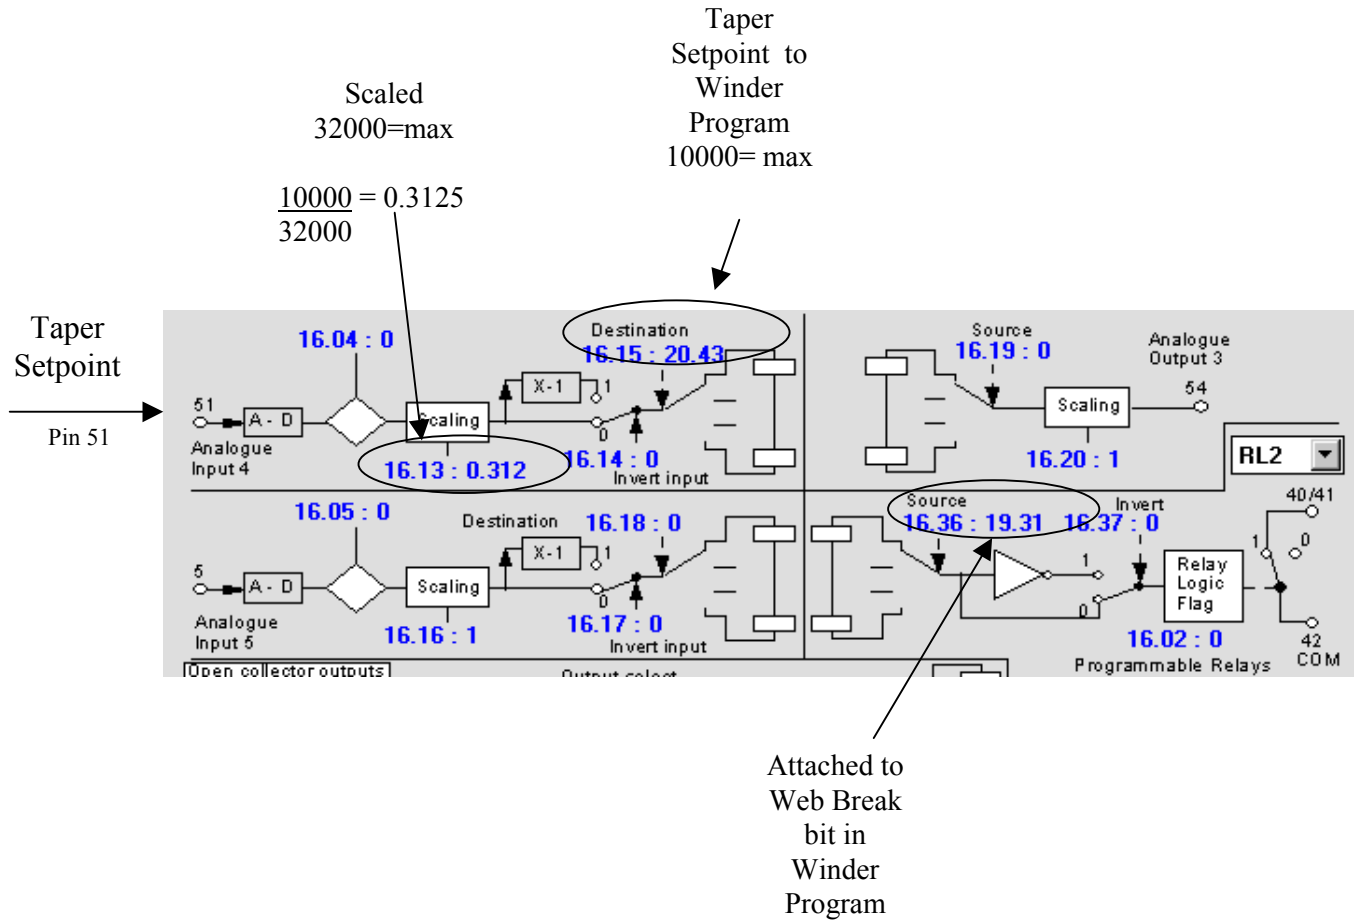 Taper
Setpoint to
Winder
Program
10000= max
Scaled
32000=max
10000 = 0.3125
32000
Taper
Setpoint
Pin 51
16.04 : 0
Destination
16.15 : 20.43
X-1
1
51
A - D
Scaling
0
Analogue
Input 4
16.13 : 0.312
16.14 : 0
Invert input
Source
16.19 : 0
Analogue
Output 3
54
Scaling
16.20 : 1
RL2
16.05 : 0
Destination
16.18 : 0
X-1
1
5
A - D
Scaling
0
Analogue
Input 5
16.16 : 1
16.17 : 0
Invert input
Source
16.36 : 19.31
Invert
16.37 : 0
40/41
1
0
1
0
Relay
Logic
Flag
16.02 : 0
42
COM
Programmable Relays
Open collector outputs
Output select
Attached to
Web Break
bit in
Winder
Program